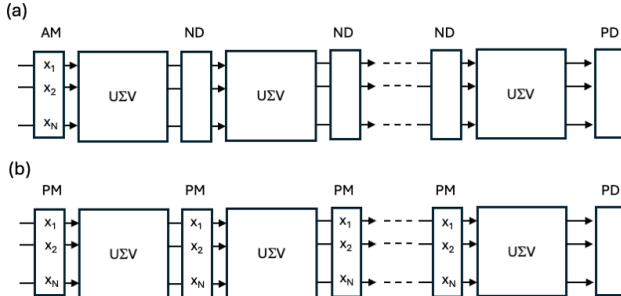 (a)
AM ND ND ND PD
x1
x2
xN
UΣV UΣV UΣV
(b)
PM PM PM PM PD
x1 x1 x1 x1
x2 x2 x2 x2
xN xN xN xN
UΣV UΣV UΣV